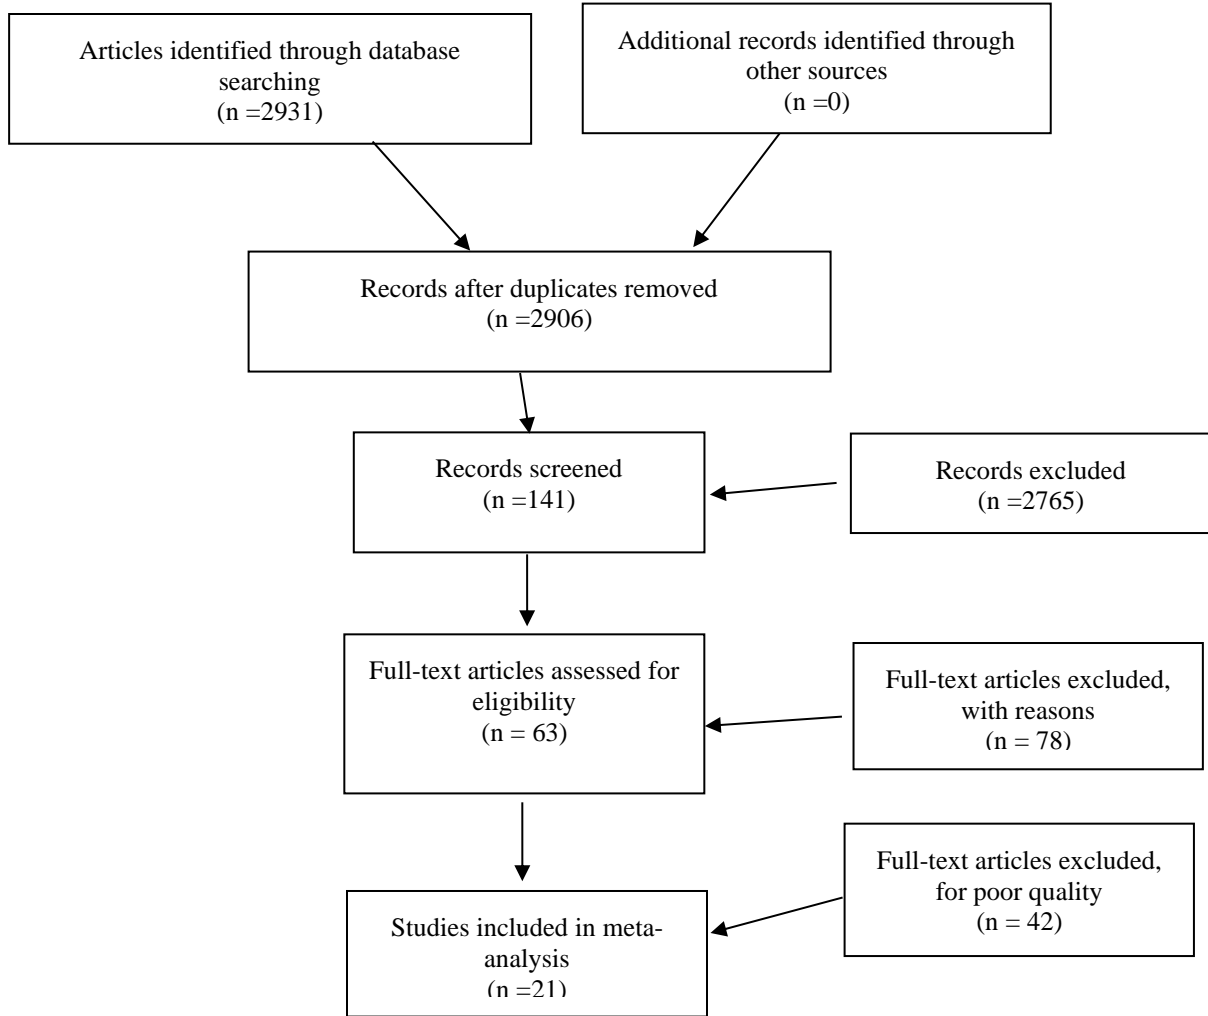 Articles identified through database
searching
(n =2931)
Additional records identified through
other sources
(n =0)
Records after duplicates removed
(n =2906)
Records screened
(n =141)
Records excluded
(n =2765)
Full-text articles assessed for
eligibility
(n = 63)
Full-text articles excluded,
with reasons
(n = 78)
Full-text articles excluded,
for poor quality
(n = 42)
Studies included in meta-
analysis
(n =21)